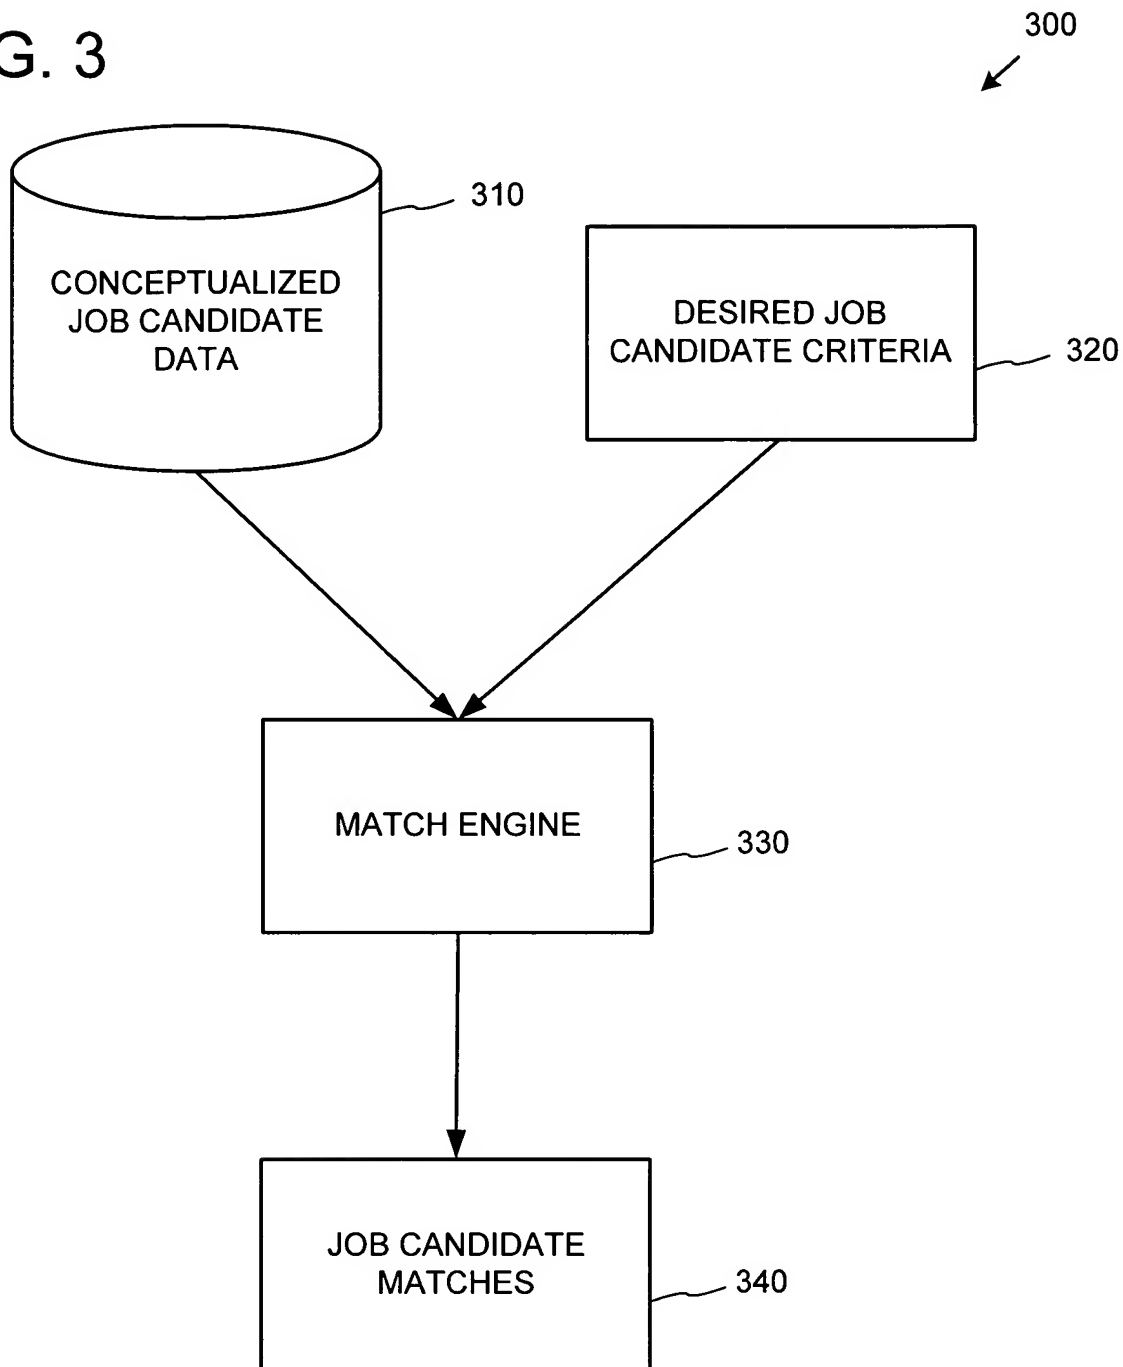 G. 3
300
310
CONCEPTUALIZED
JOB CANDIDATE
DATA
DESIRED JOB
CANDIDATE CRITERIA
320
MATCH ENGINE
330
JOB CANDIDATE
MATCHES
340